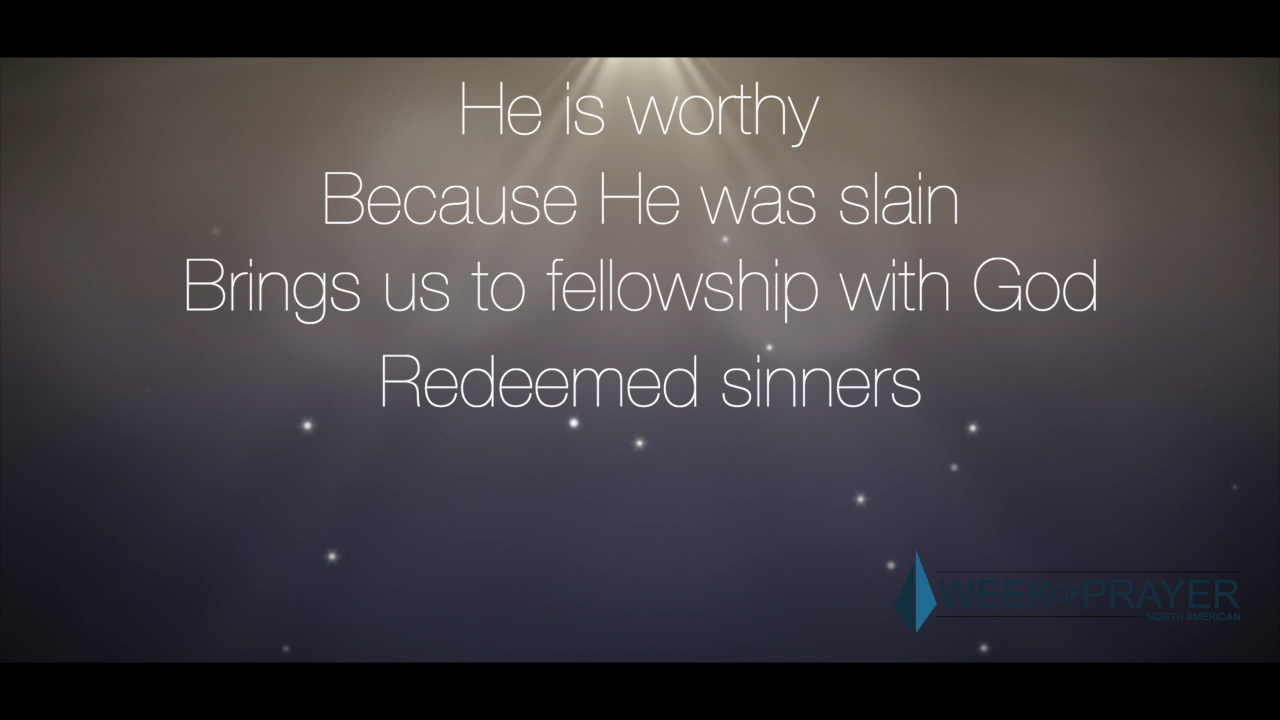 He is worthy
Because He was slain
Brings us to fellowship with God
Redeemed sinners
WEEK OF PRAYER
NORTH AMERICAN